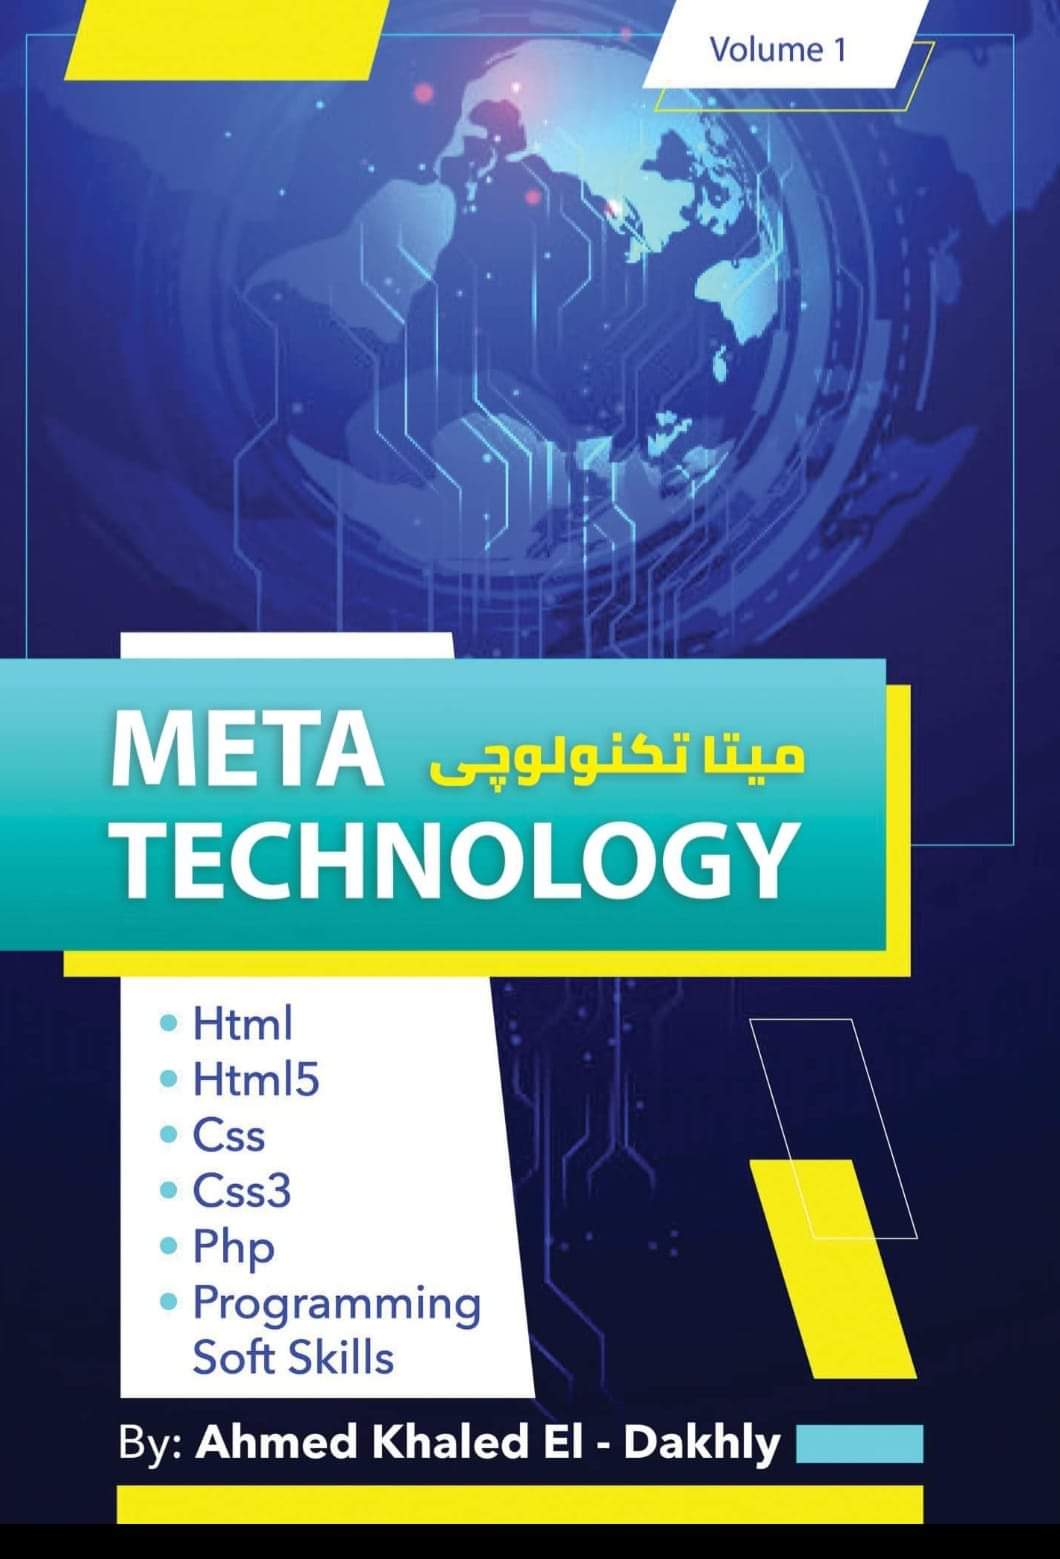 Volume 1
META ميتا تكنولوچى
TECHNOLOGY
• Html
• Html5
• Css
• Css3
• Php
• Programming
Soft Skills
By: Ahmed Khaled El - Dakhly